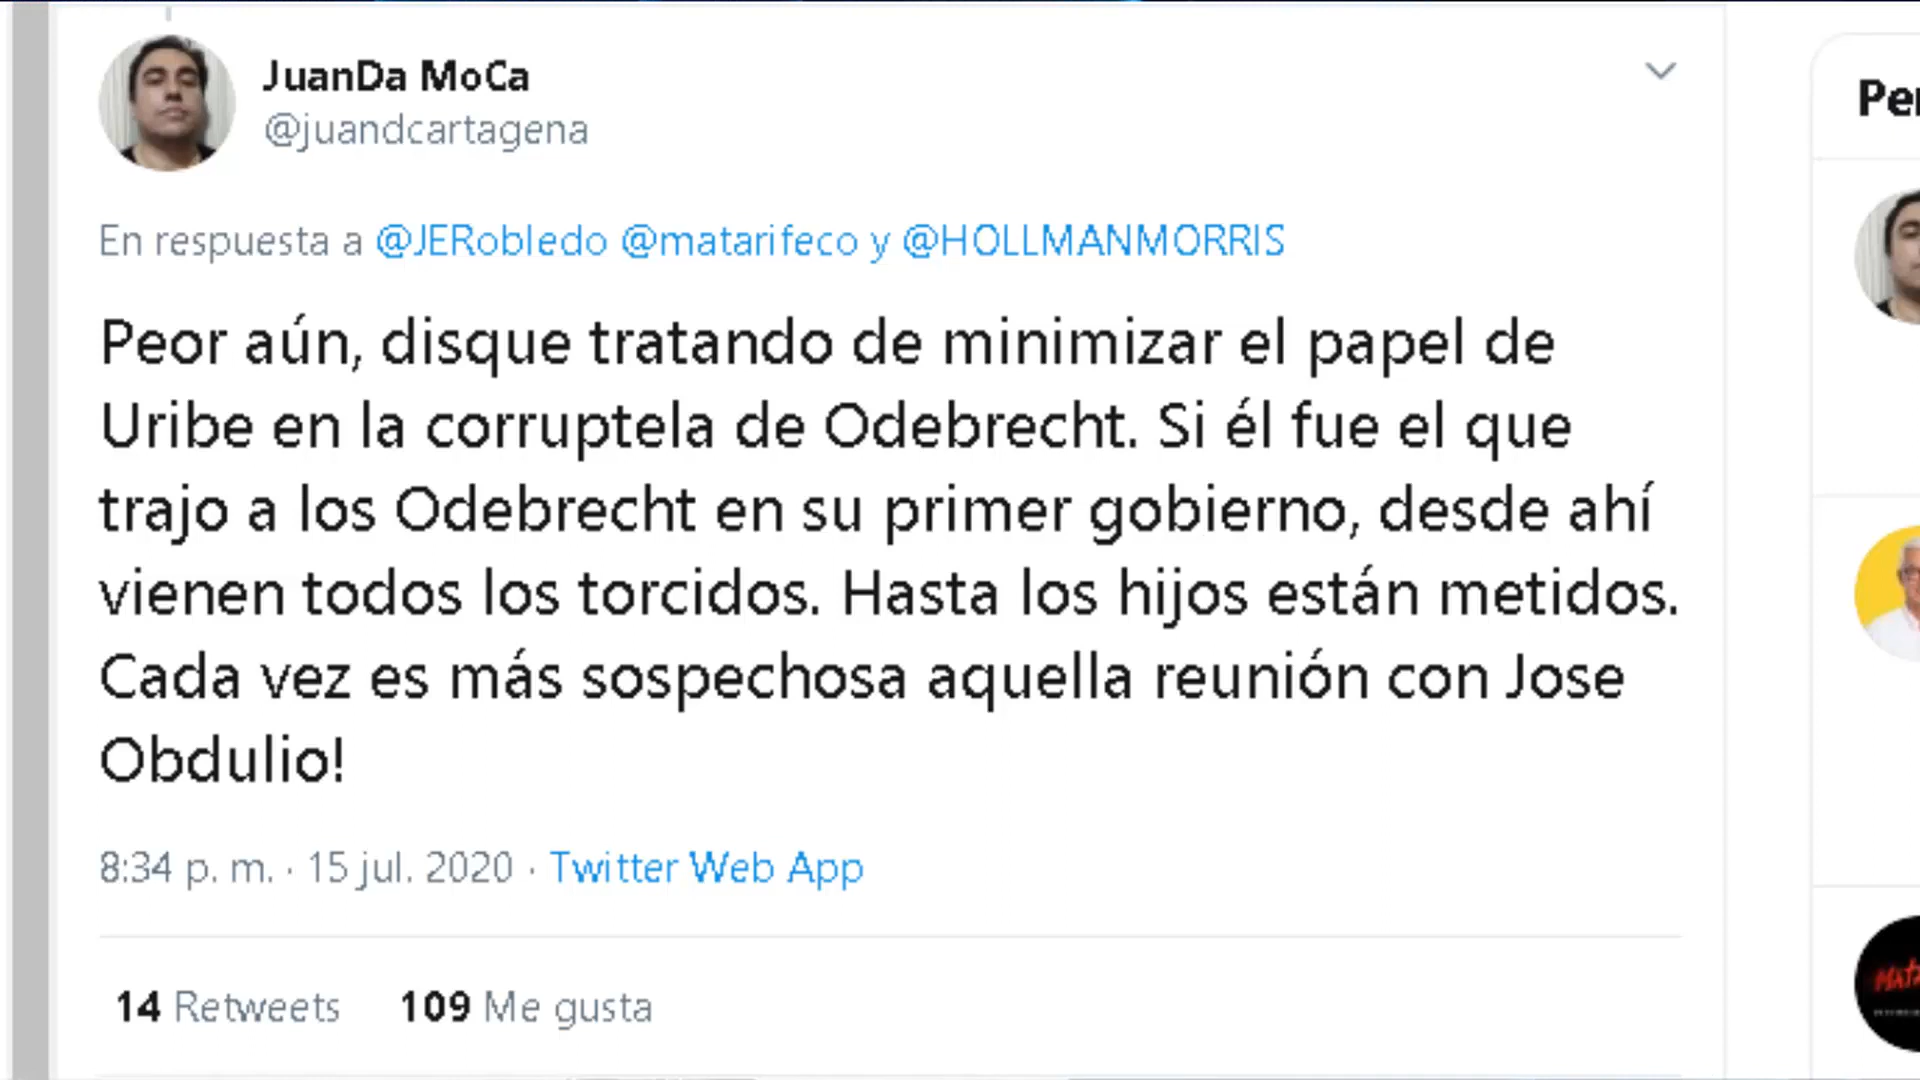 JuanDa MoCa
@juandcartagena
En respuesta a @JERobledo @matarifeco y @HOLLMANMORRIS
Peor aún, disque tratando de minimizar el papel de
Uribe en la corruptela de Odebrecht. Si él fue el que
trajo a los Odebrecht en su primer gobierno, desde ahí
vienen todos los torcidos. Hasta los hijos están metidos.
Cada vez es más sospechosa aquella reunión con Jose
Obdulio!
8:34 p. m. · 15 jul. 2020 · Twitter Web App
14 Retweets 109 Me gusta